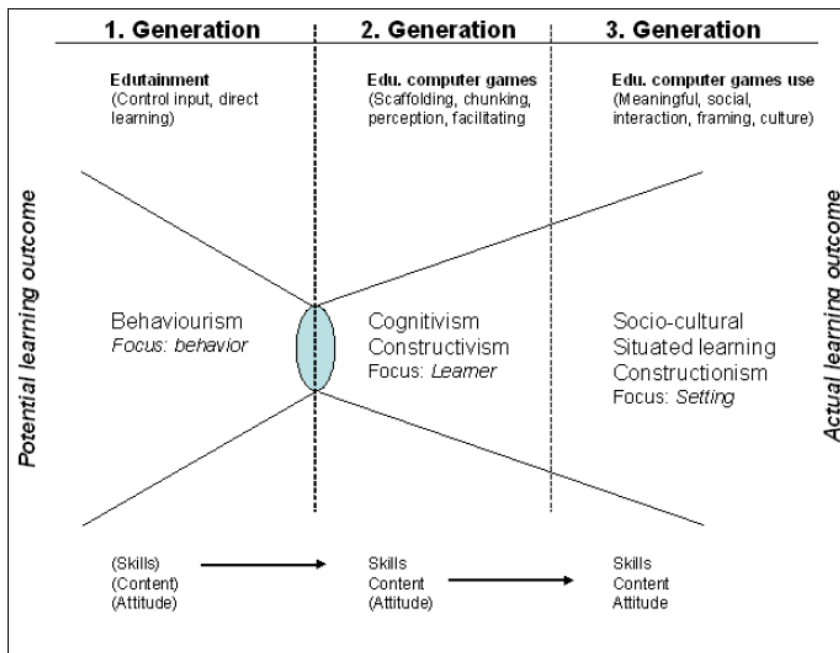 1. Generation
2. Generation
3. Generation
Edutainment
(Control input, direct
learning)
Edu. computer games
(Scaffolding, chunking,
perception, facilitating
Edu. computer games use
(Meaningful, social,
interaction, framing, culture)
Potential learning outcome
Behaviourism
Focus: behavior
Cognitivism
Constructivism
Focus: Learner
Socio-cultural
Situated learning
Constructionism
Focus: Setting
Actual learning outcome
(Skills)
(Content)
(Attitude)
Skills
Content
(Attitude)
Skills
Content
Attitude